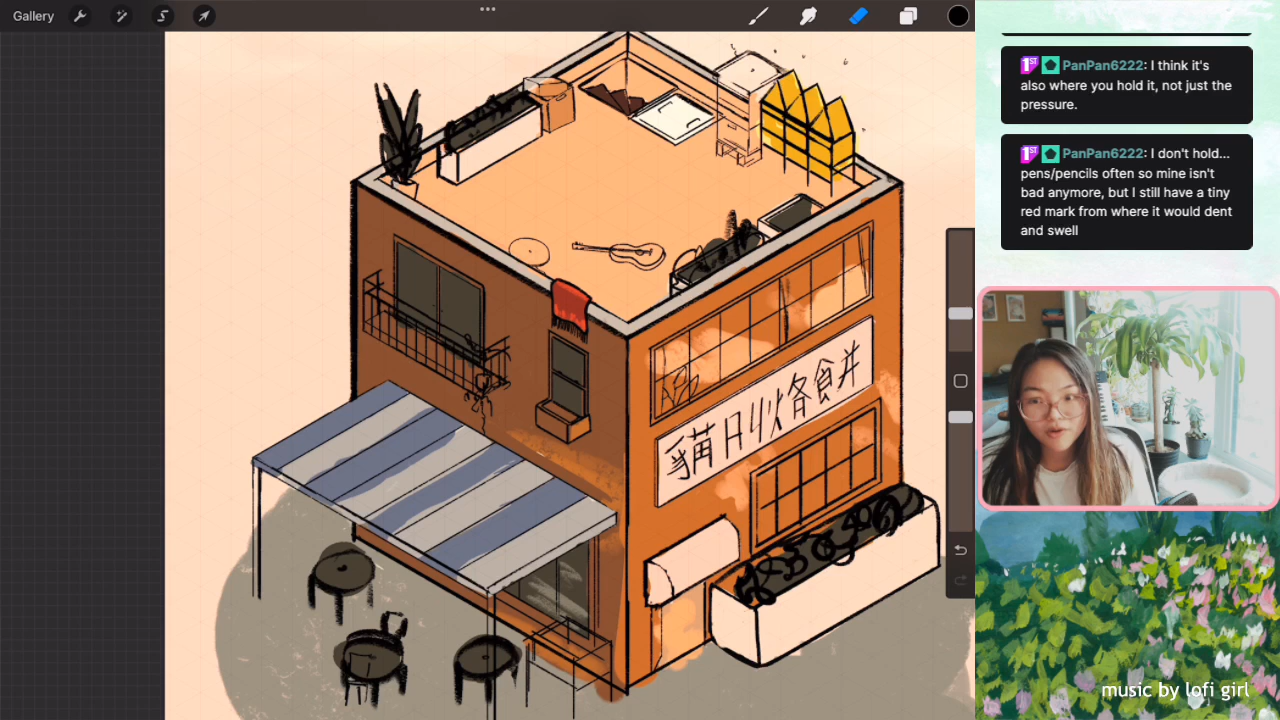 Gallery
PanPan6222: I think it's
also where you hold it, not just the
pressure.
PanPan6222: I don't hold...
pens/pencils often so mine isn't
bad anymore, but I still have a tiny
red mark from where it would dent
and swell
music by lofi girl